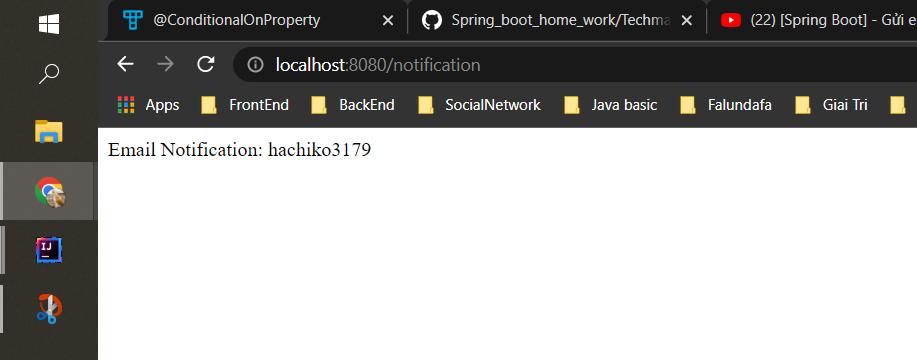 @ConditionalOnProperty
Spring_boot_home_work/Techma
(22) [Spring Boot] - Gửi e
localhost:8080/notification
Apps FrontEnd BackEnd SocialNetwork Java basic Falundafa Giai Tri
Email Notification: hachiko3179
IJ